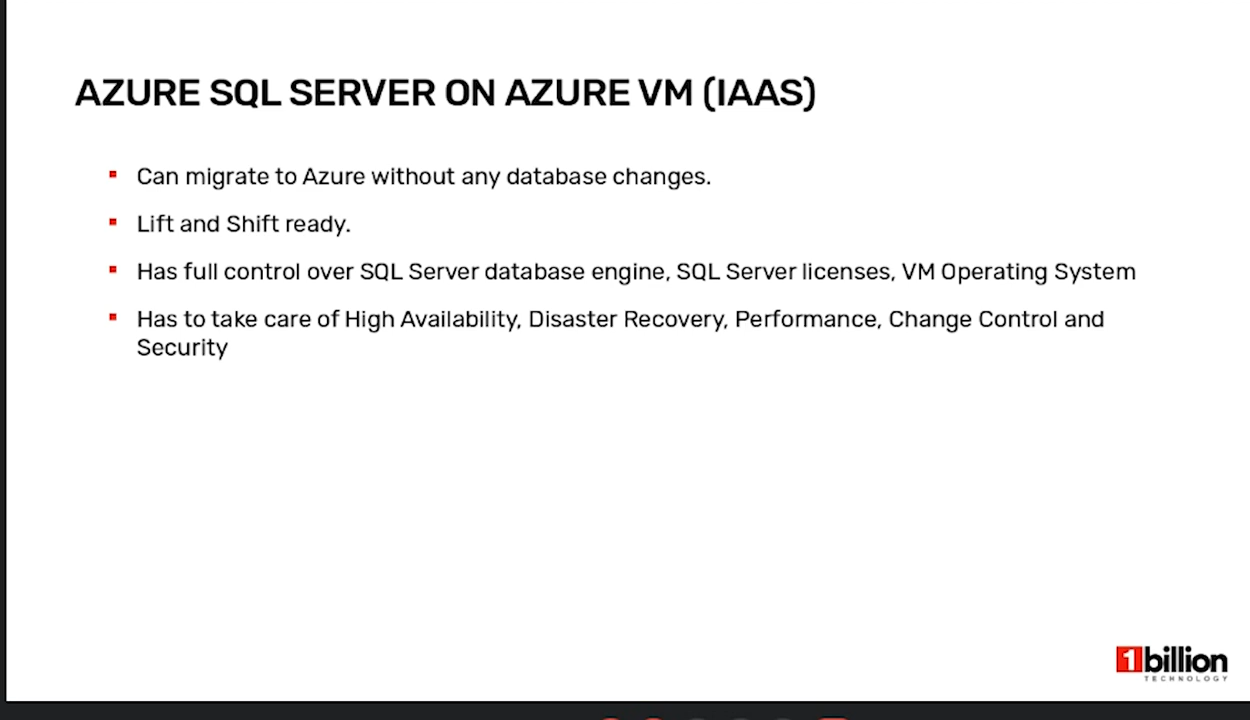 AZURE SQL SERVER ON AZURE VM (IAAS)
Can migrate to Azure without any database changes.
Lift and Shift ready.
Has full control over SQL Server database engine, SQL Server licenses, VM Operating System
Has to take care of High Availability, Disaster Recovery, Performance, Change Control and
Security
1billion
TECHNOLOGY